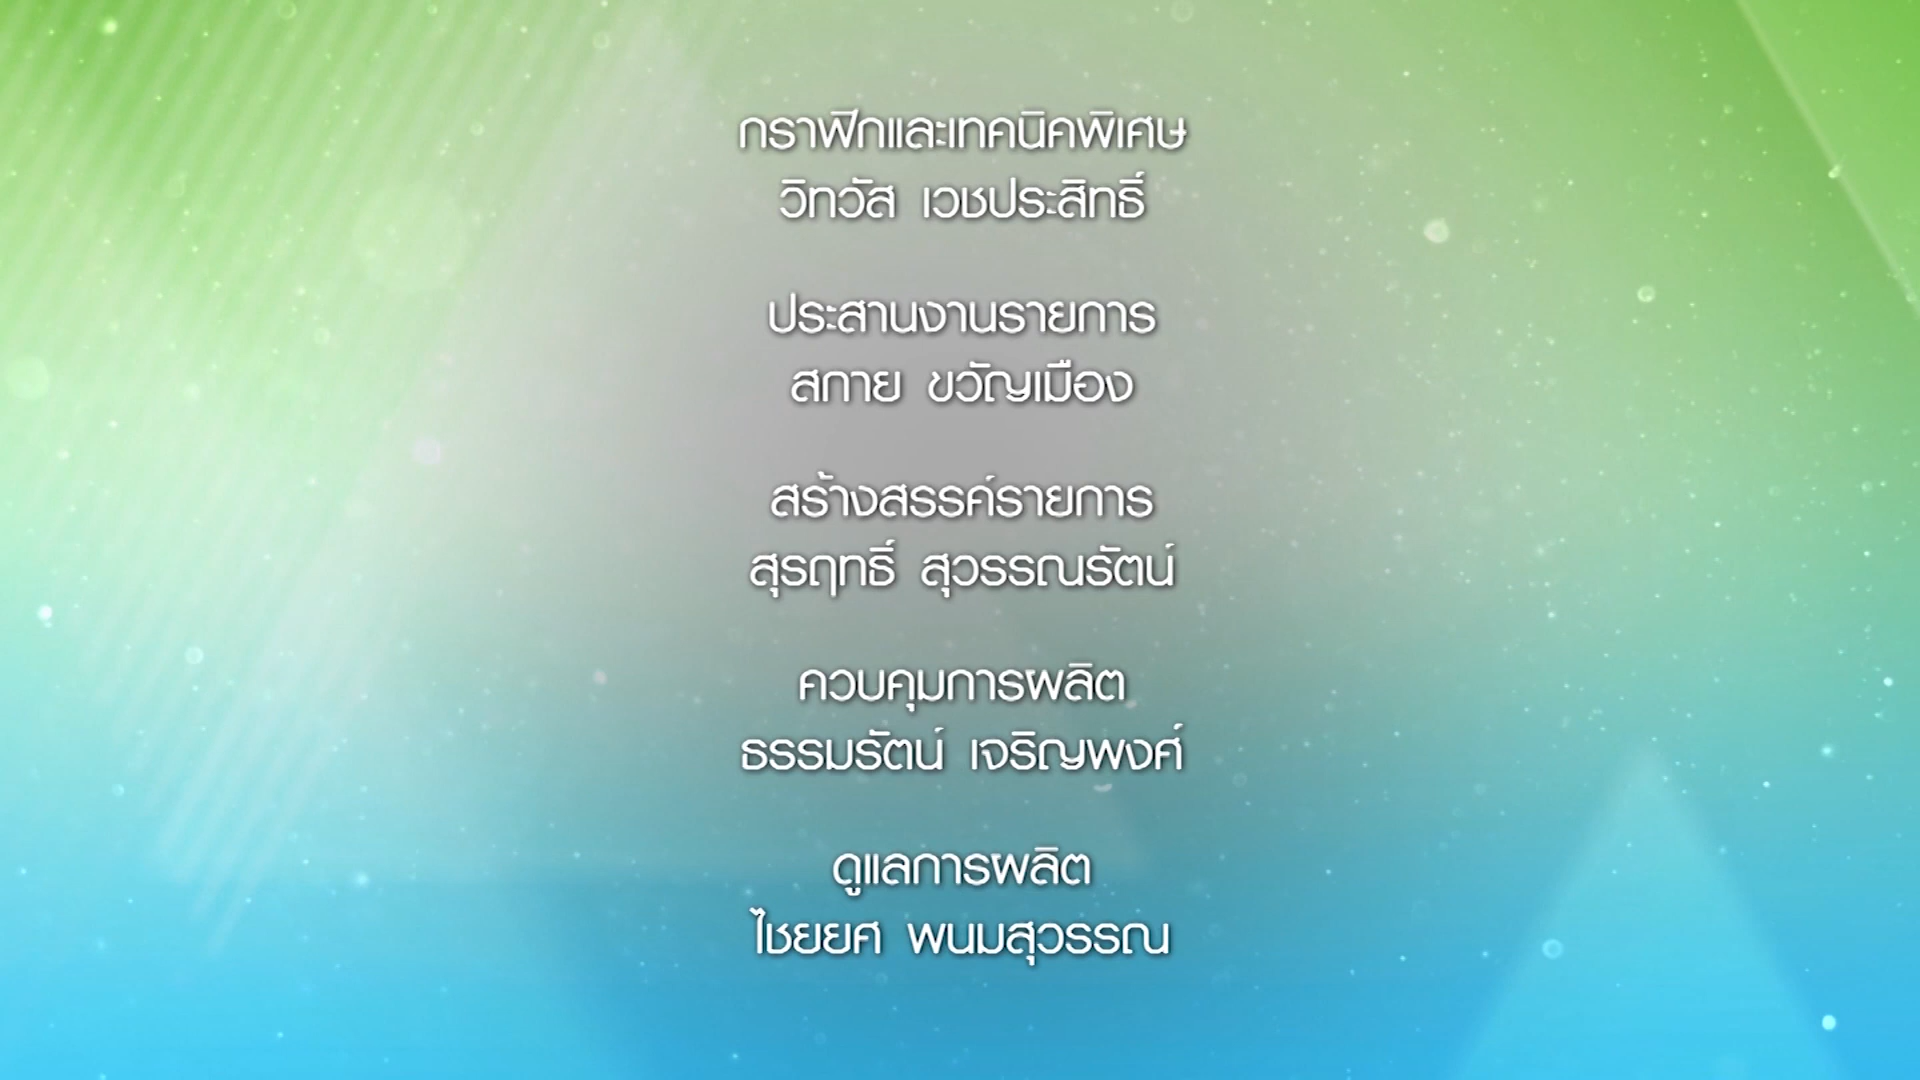 กราฟิกและเทคนิคพิเศษ
วิทวัส เวชประสิทธิ์
ประสานงานรายการ
สกาย ขวัญเมือง
สร้างสรรค์รายการ
สุรฤทธิ์ สุวรรณรัตน์
ควบคุมการผลิต
ธรรมรัตน์ เจริญพงศ์
ดูแลการผลิต
ไชยยศ พนมสุวรรณ